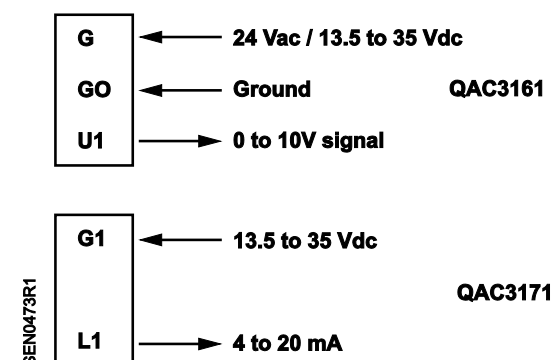 G 24 Vac / 13.5 to 35 Vdc
GO Ground QAC3161
U1 0 to 10V signal
G1 13.5 to 35 Vdc
QAC3171
L1 4 to 20 mA
SEN0473R1